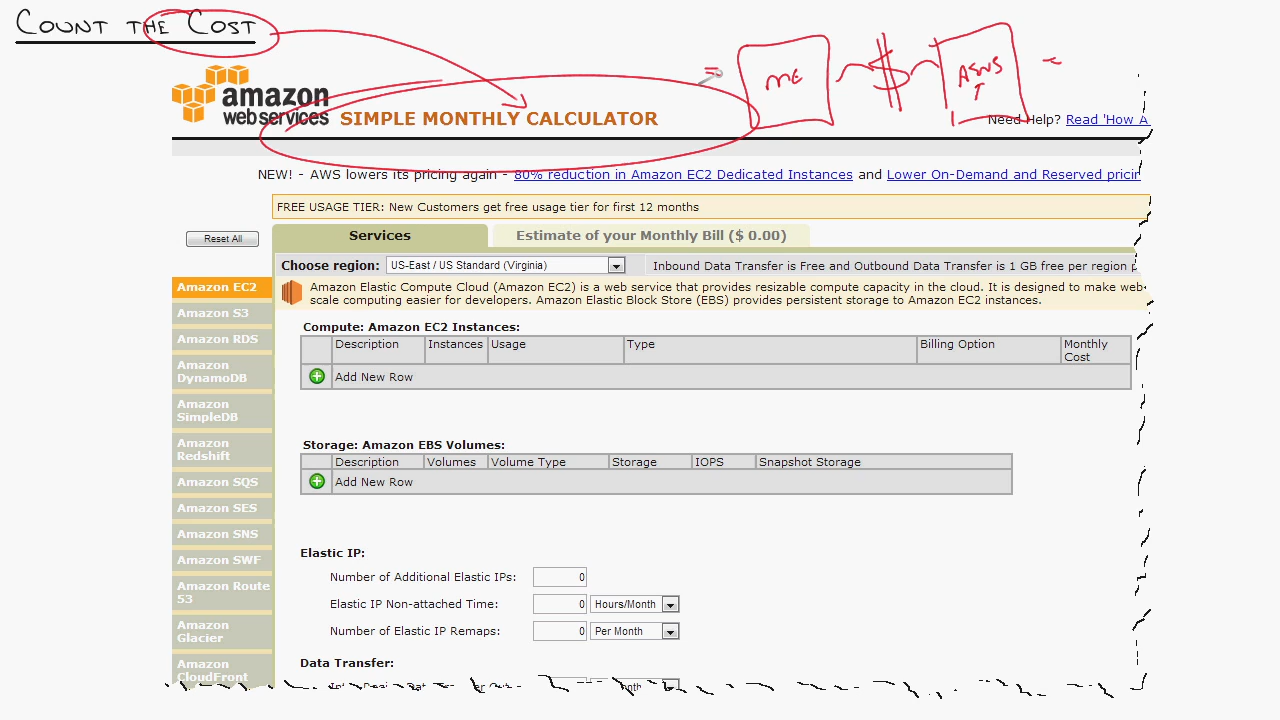 COUNT THE COST
ME $
amazon
webservices SIMPLE MONTHLY CALCULATOR
Need Help? Read 'How A
NEW! - AWS lowers its pricing again - 80% reduction in Amazon EC2 Dedicated Instances and Lower On-Demand and Reserved pricin
FREE USAGE TIER: New Customers get free usage tier for first 12 months
Reset All
Services
Estimate of your Monthly Bill ($ 0.00)
Choose region: US-East / US Standard (Virginia)
Inbound Data Transfer is Free and Outbound Data Transfer is 1 GB free per region p
Amazon EC2
Amazon S3
Amazon RDS
Amazon
DynamoDB
Amazon
SimpleDB
Amazon
Redshift
Amazon SQS
Amazon SES
Amazon SNS
Amazon SWF
Amazon Route
53
Amazon
Glacier
Amazon
CloudFront
Amazon Elastic Compute Cloud (Amazon EC2) is a web service that provides resizable compute capacity in the cloud. It is designed to make web-
scale computing easier for developers. Amazon Elastic Block Store (EBS) provides persistent storage to Amazon EC2 instances.
Compute: Amazon EC2 Instances:
Description Instances Usage Type Billing Option Monthly
Cost
Add New Row
Storage: Amazon EBS Volumes:
Description Volumes Volume Type Storage IOPS Snapshot Storage
Add New Row
Elastic IP:
Number of Additional Elastic IPs: 0
Elastic IP Non-attached Time: 0 Hours/Month
Number of Elastic IP Remaps: 0 Per Month
Data Transfer: